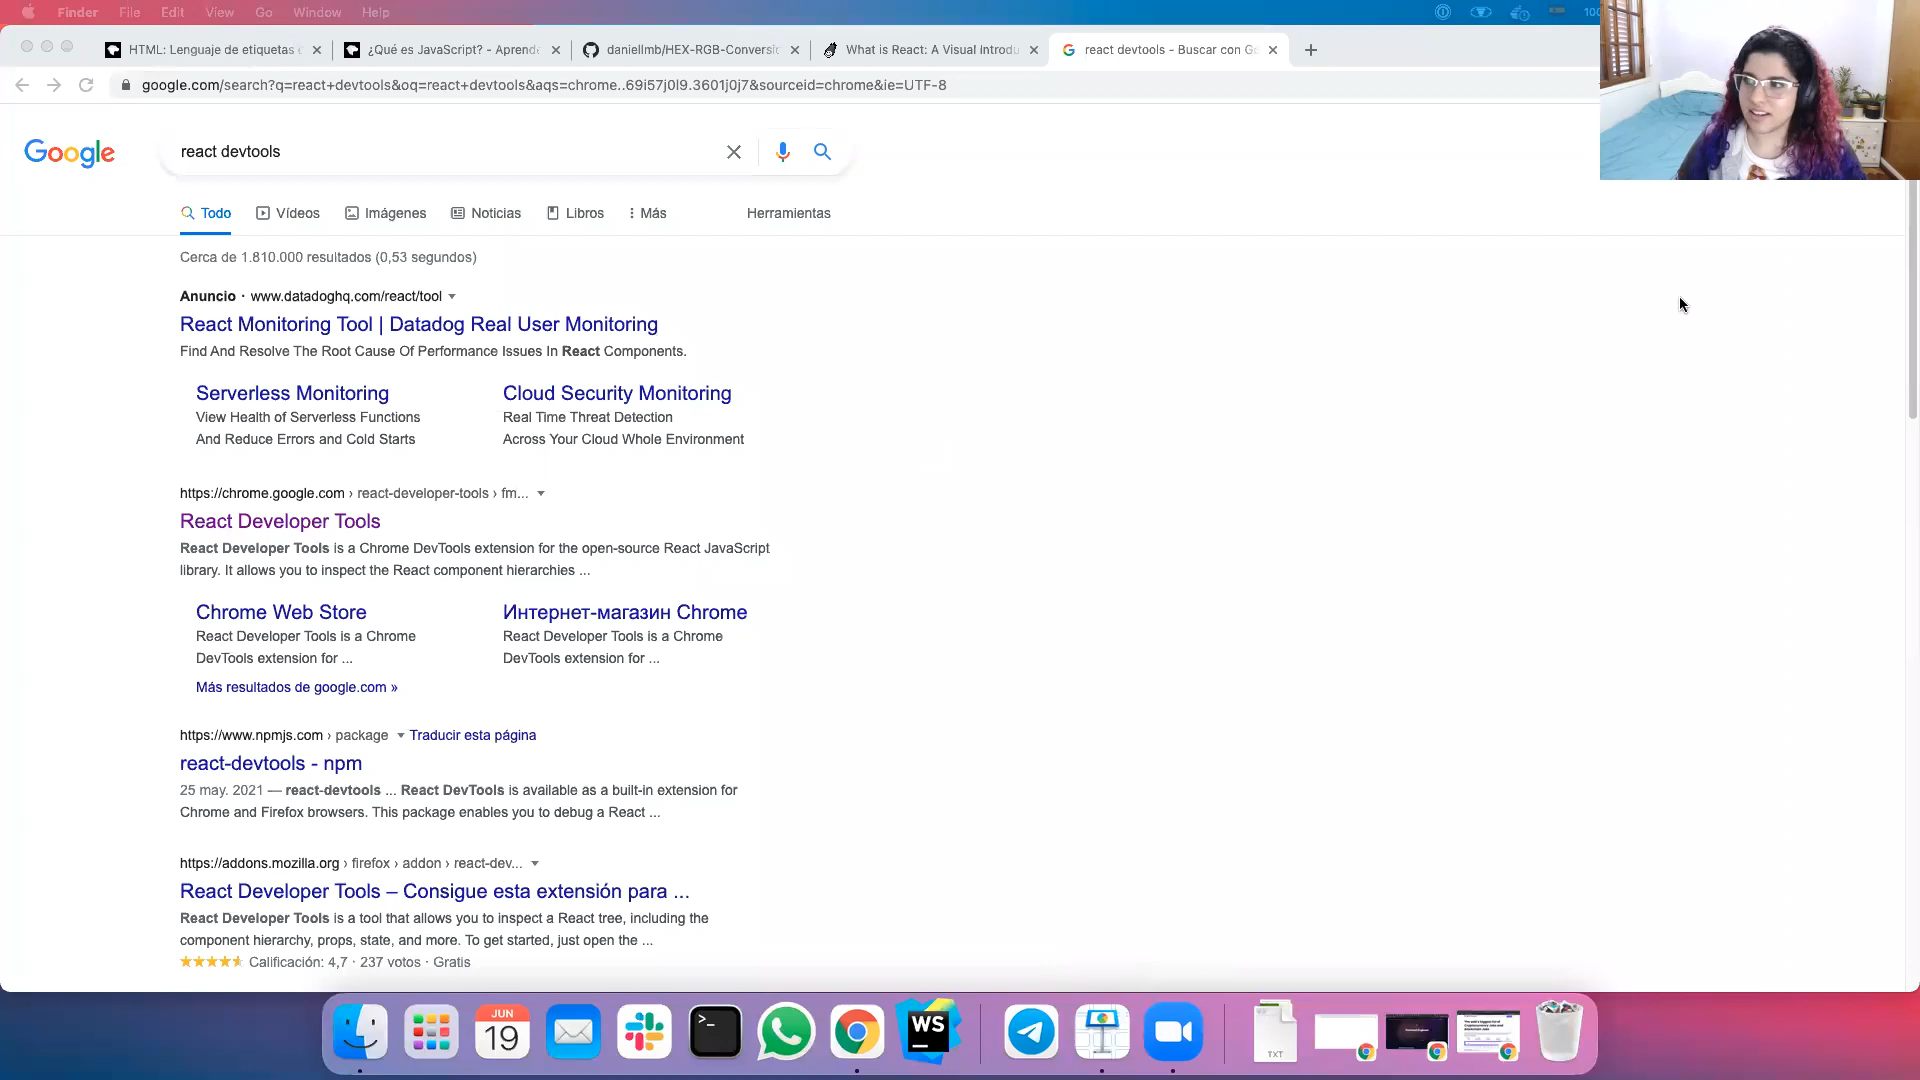 Finder File Edit View Go Window Help
HTML: Lenguaje de etiquetas
¿Qué es JavaScript? - Aprende
daniellmb/HEX-RGB-Conversio
What is React: A Visual Introdu
react devtools - Buscar con Go
google.com/search?q=react+devtools&oq=react+devtools&aqs=chrome..69i57j0l9.3601j0j7&sourceid=chrome&ie=UTF-8
Google
react devtools
Todo Vídeos Imágenes Noticias Libros Más Herramientas
Cerca de 1.810.000 resultados (0,53 segundos)
Anuncio · www.datadoghq.com/react/tool
React Monitoring Tool | Datadog Real User Monitoring
Find And Resolve The Root Cause Of Performance Issues In React Components.
Serverless Monitoring
View Health of Serverless Functions
And Reduce Errors and Cold Starts
Cloud Security Monitoring
Real Time Threat Detection
Across Your Cloud Whole Environment
https://chrome.google.com › react-developer-tools › fm...
React Developer Tools
React Developer Tools is a Chrome DevTools extension for the open-source React JavaScript
library. It allows you to inspect the React component hierarchies ...
Chrome Web Store
React Developer Tools is a Chrome
DevTools extension for ...
Интернет-магазин Chrome
React Developer Tools is a Chrome
DevTools extension for ...
Más resultados de google.com »
https://www.npmjs.com › package Traducir esta página
react-devtools - npm
25 may. 2021 — react-devtools ... React DevTools is available as a built-in extension for
Chrome and Firefox browsers. This package enables you to debug a React ...
https://addons.mozilla.org › firefox › addon › react-dev...
React Developer Tools – Consigue esta extensión para ...
React Developer Tools is a tool that allows you to inspect a React tree, including the
component hierarchy, props, state, and more. To get started, just open the ...
Calificación: 4,7 · 237 votos · Gratis
JUN
19
WS
TXT